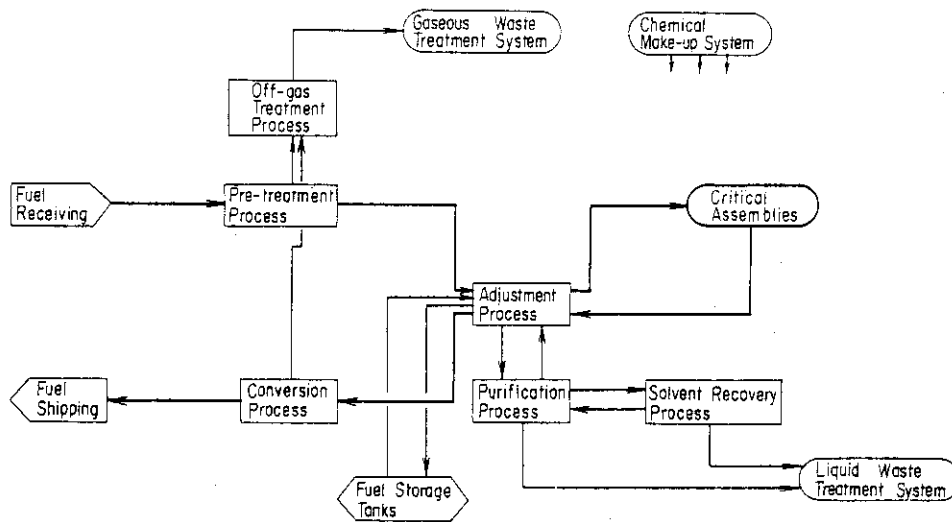 Gaseous Waste
Treatment System
Chemical
Make-up System
Off-gas
Treatment
Process
Fuel
Receiving
Pre-treatment
Process
Critical
Assemblies
Adjustment
Process
Fuel
Shipping
Conversion
Process
Purification
Process
Solvent Recovery
Process
Fuel Storage
Tanks
Liquid Waste
Treatment System